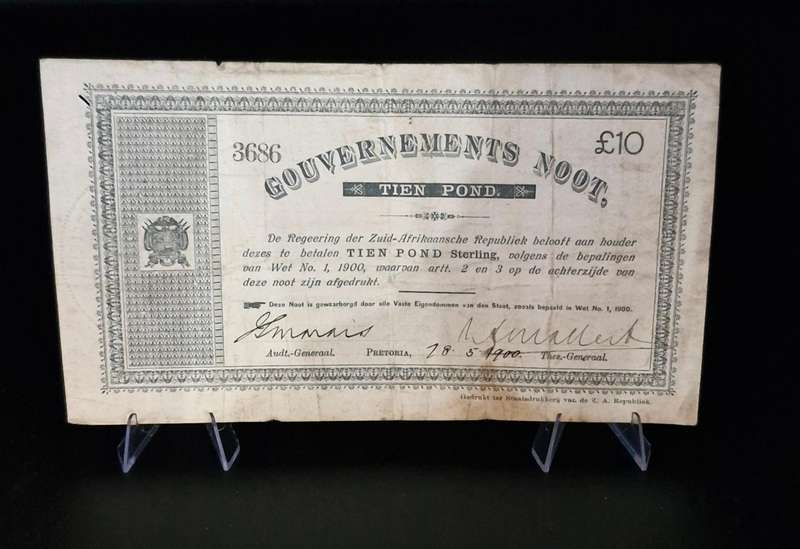 3686
£10
GOUVERNEMENTS NOOT.
TIEN POND.
De Regeering der Zuid-Afrikaansche Republiek belooft aan houder
dezes te betalen TIEN POND Sterling, volgens de bepalingen
van Wet No. 1, 1900, waarvan artt. 2 en 3 op de achterzijde van
deze noot zijn afgedrukt.
Deze Noot is gewaarborgd door alle Vaste Eigendommen van den Staat, zooals bepaald in Wet No. 1, 1900.
Audt.-Generaal. PRETORIA, 28 5 1900. Thes.-Generaal.
Gedrukt ter Staatsdrukkerij van de Z. A. Republiek.